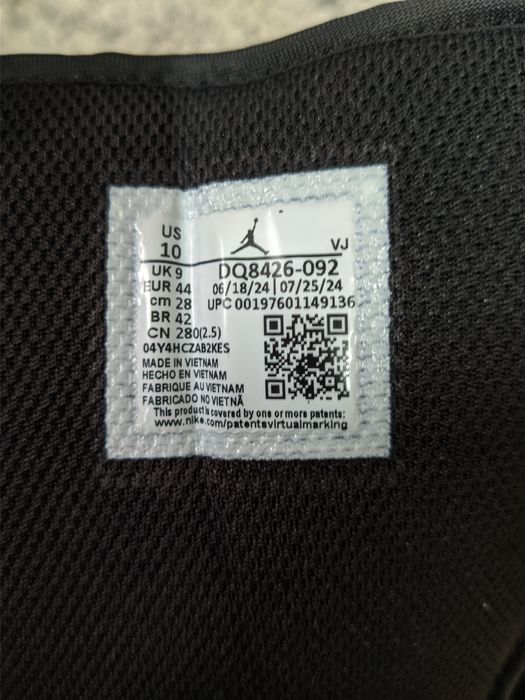 US
10
VJ
UK 9
DQ8426-092
EUR 44
06/18/24 | 07/25/24
cm 28
UPC 00197601149136
BR 42
CN 280(2.5)
04Y4HCZAB2KES
MADE IN VIETNAM
HECHO EN VIETNAM
FABRIQUE AU VIETNAM
FABRICADO NO VIETNÃ
This product is covered by one or more patents:
www.nike.com/patentsvirtualmarking